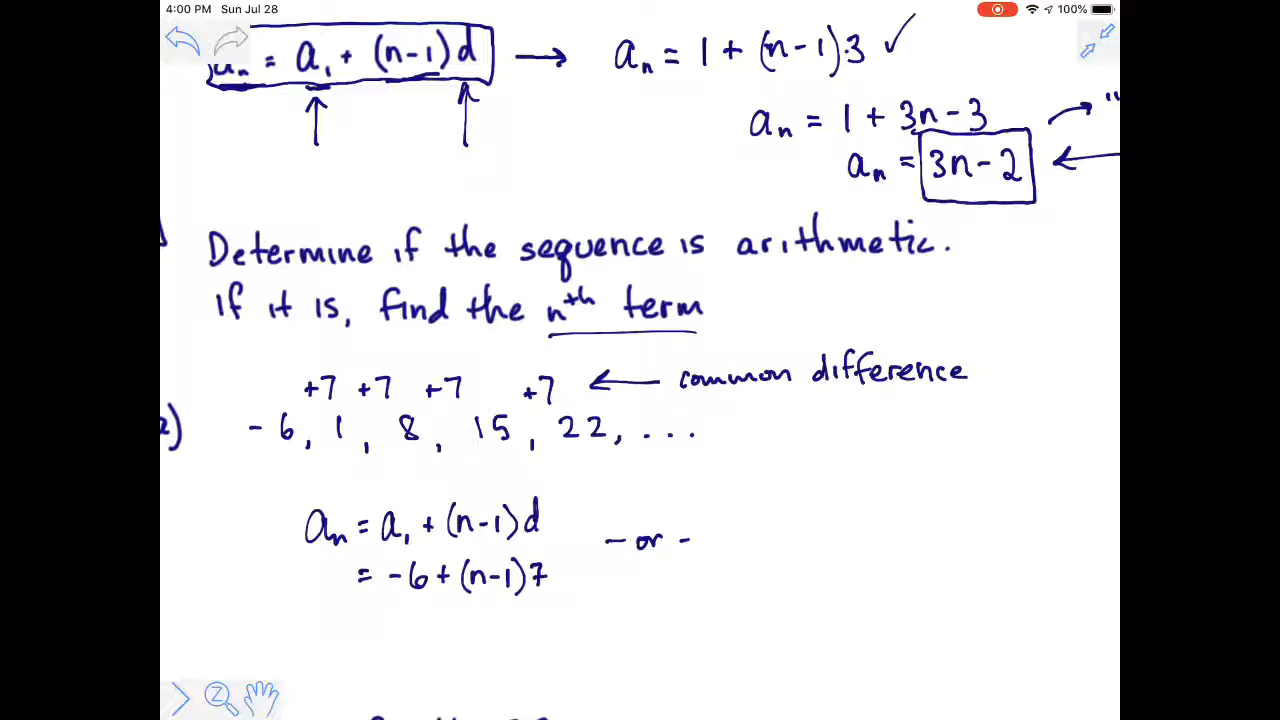 4:00 PM Sun Jul 28
100%
aₙ = a₁ + (n-1)d → aₙ = 1 + (n-1)·3 ✓
aₙ = 1 + 3n - 3
aₙ = 3n - 2
Determine if the sequence is arithmetic.
If it is, find the nᵗʰ term
+7 +7 +7 +7 ← common difference
2) -6, 1, 8, 15, 22, ...
aₙ = a₁ + (n-1)d - or -
= -6 + (n-1)7